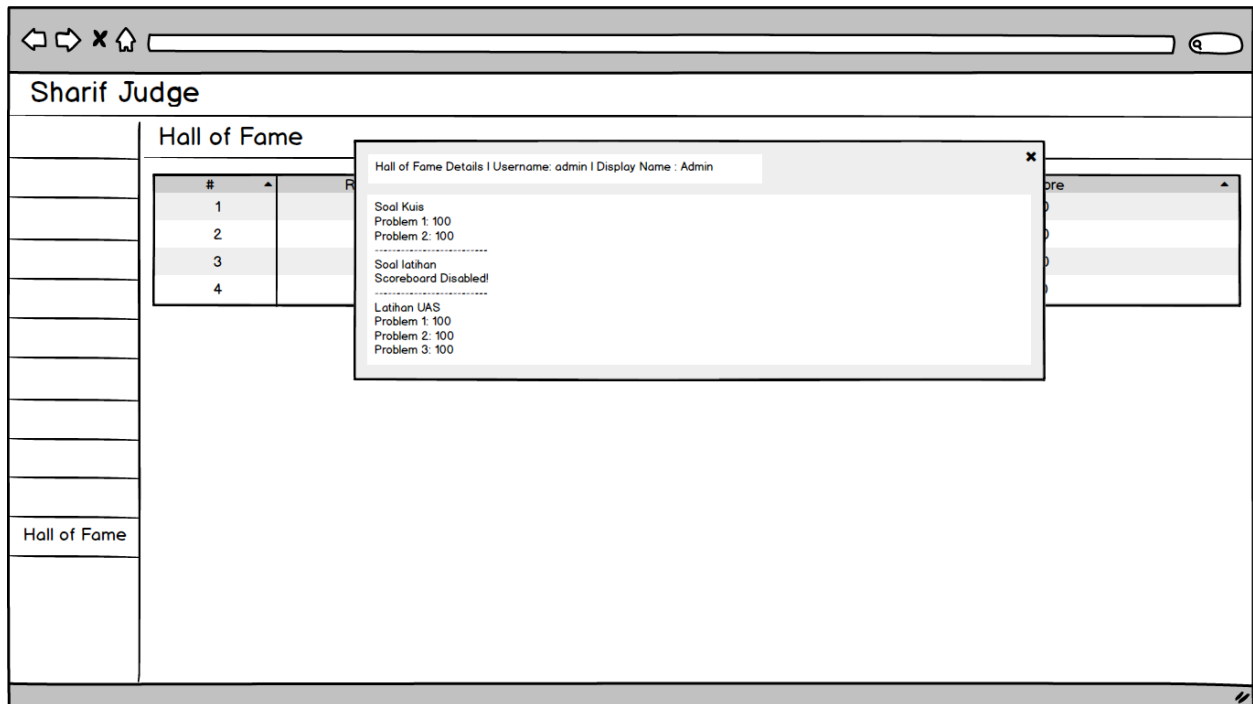 Sharif Judge
Hall of Fame
Hall of Fame Details | Username: admin | Display Name : Admin
#
1
2
3
4
Soal Kuis
Problem 1: 100
Problem 2: 100
Soal latihan
Scoreboard Disabled!
Latihan UAS
Problem 1: 100
Problem 2: 100
Problem 3: 100
Hall of Fame